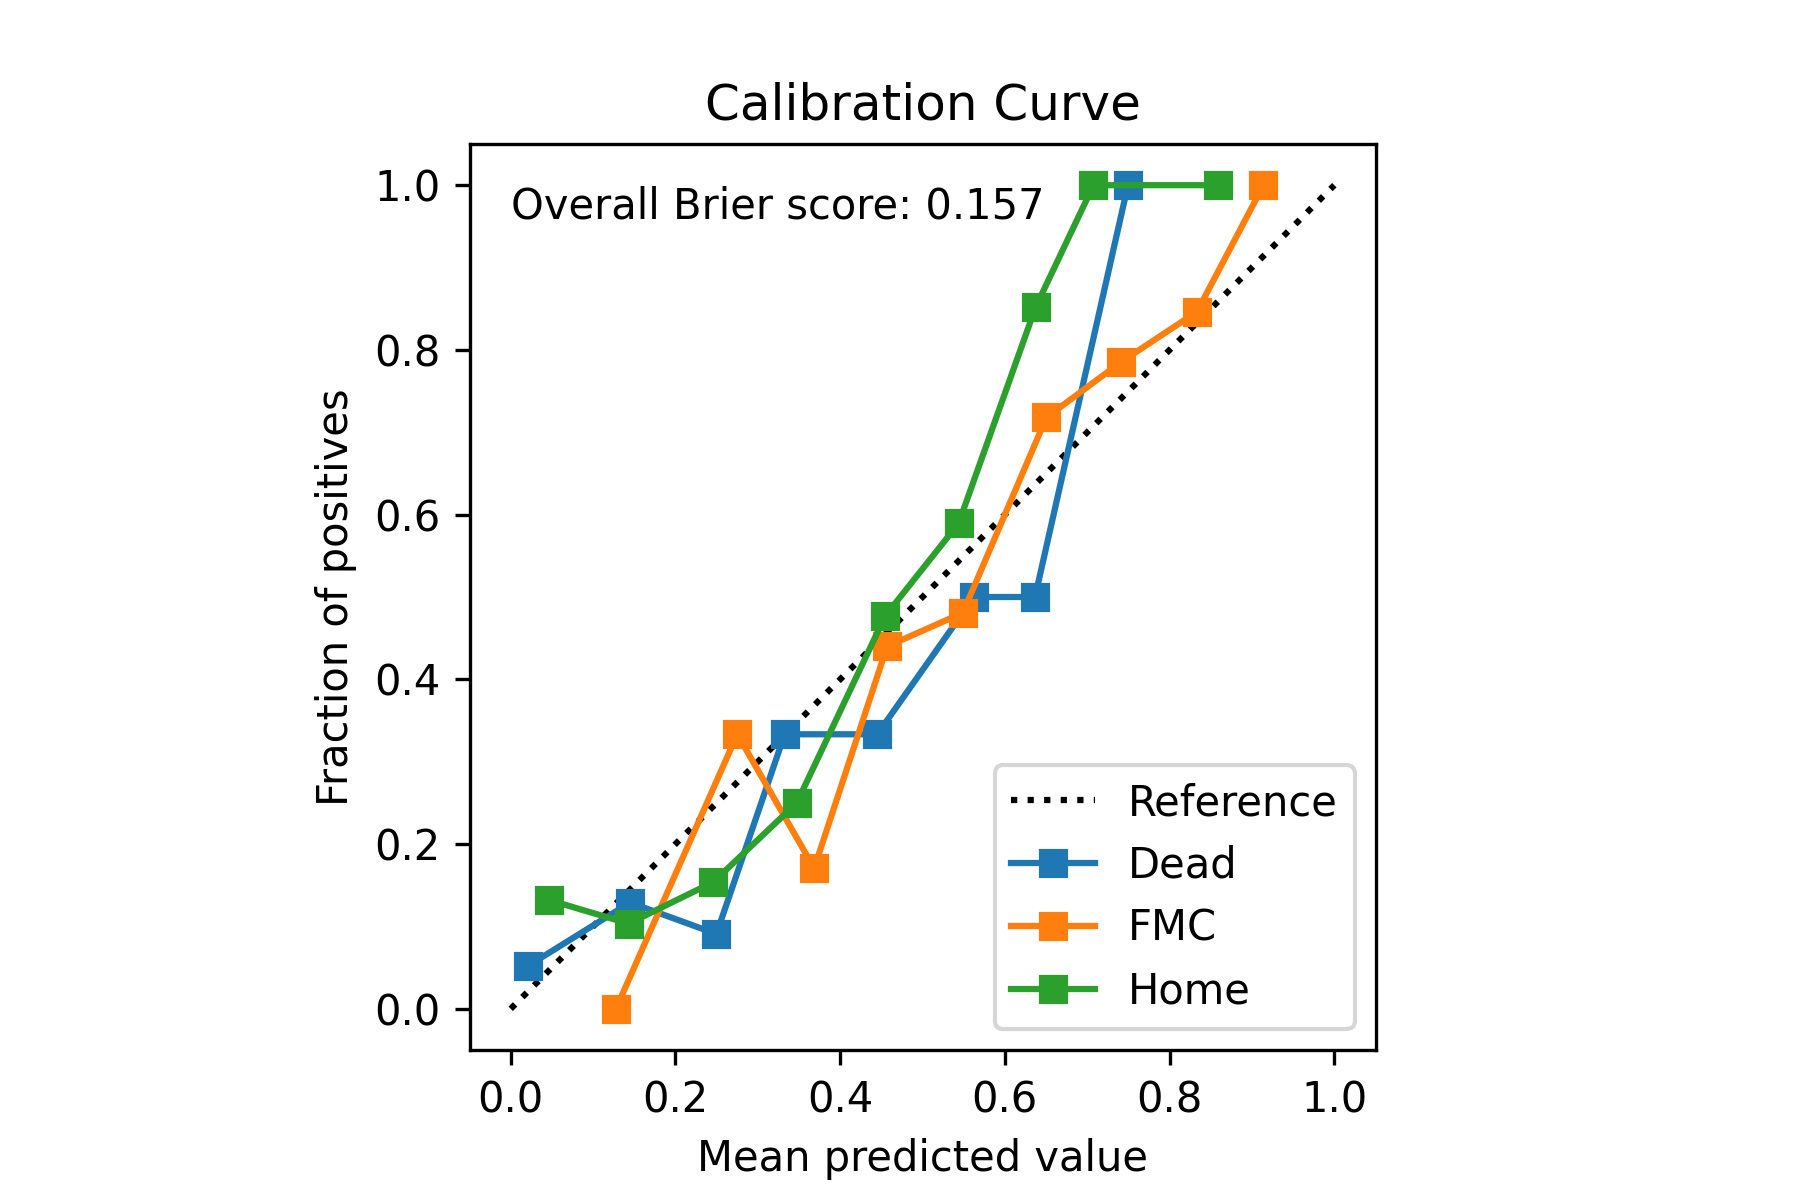 Calibration Curve
Overall Brier score: 0.157
1.0
0.8
0.6
0.4
0.2
0.0
Fraction of positives
Reference
Dead
FMC
Home
0.0 0.2 0.4 0.6 0.8 1.0
Mean predicted value